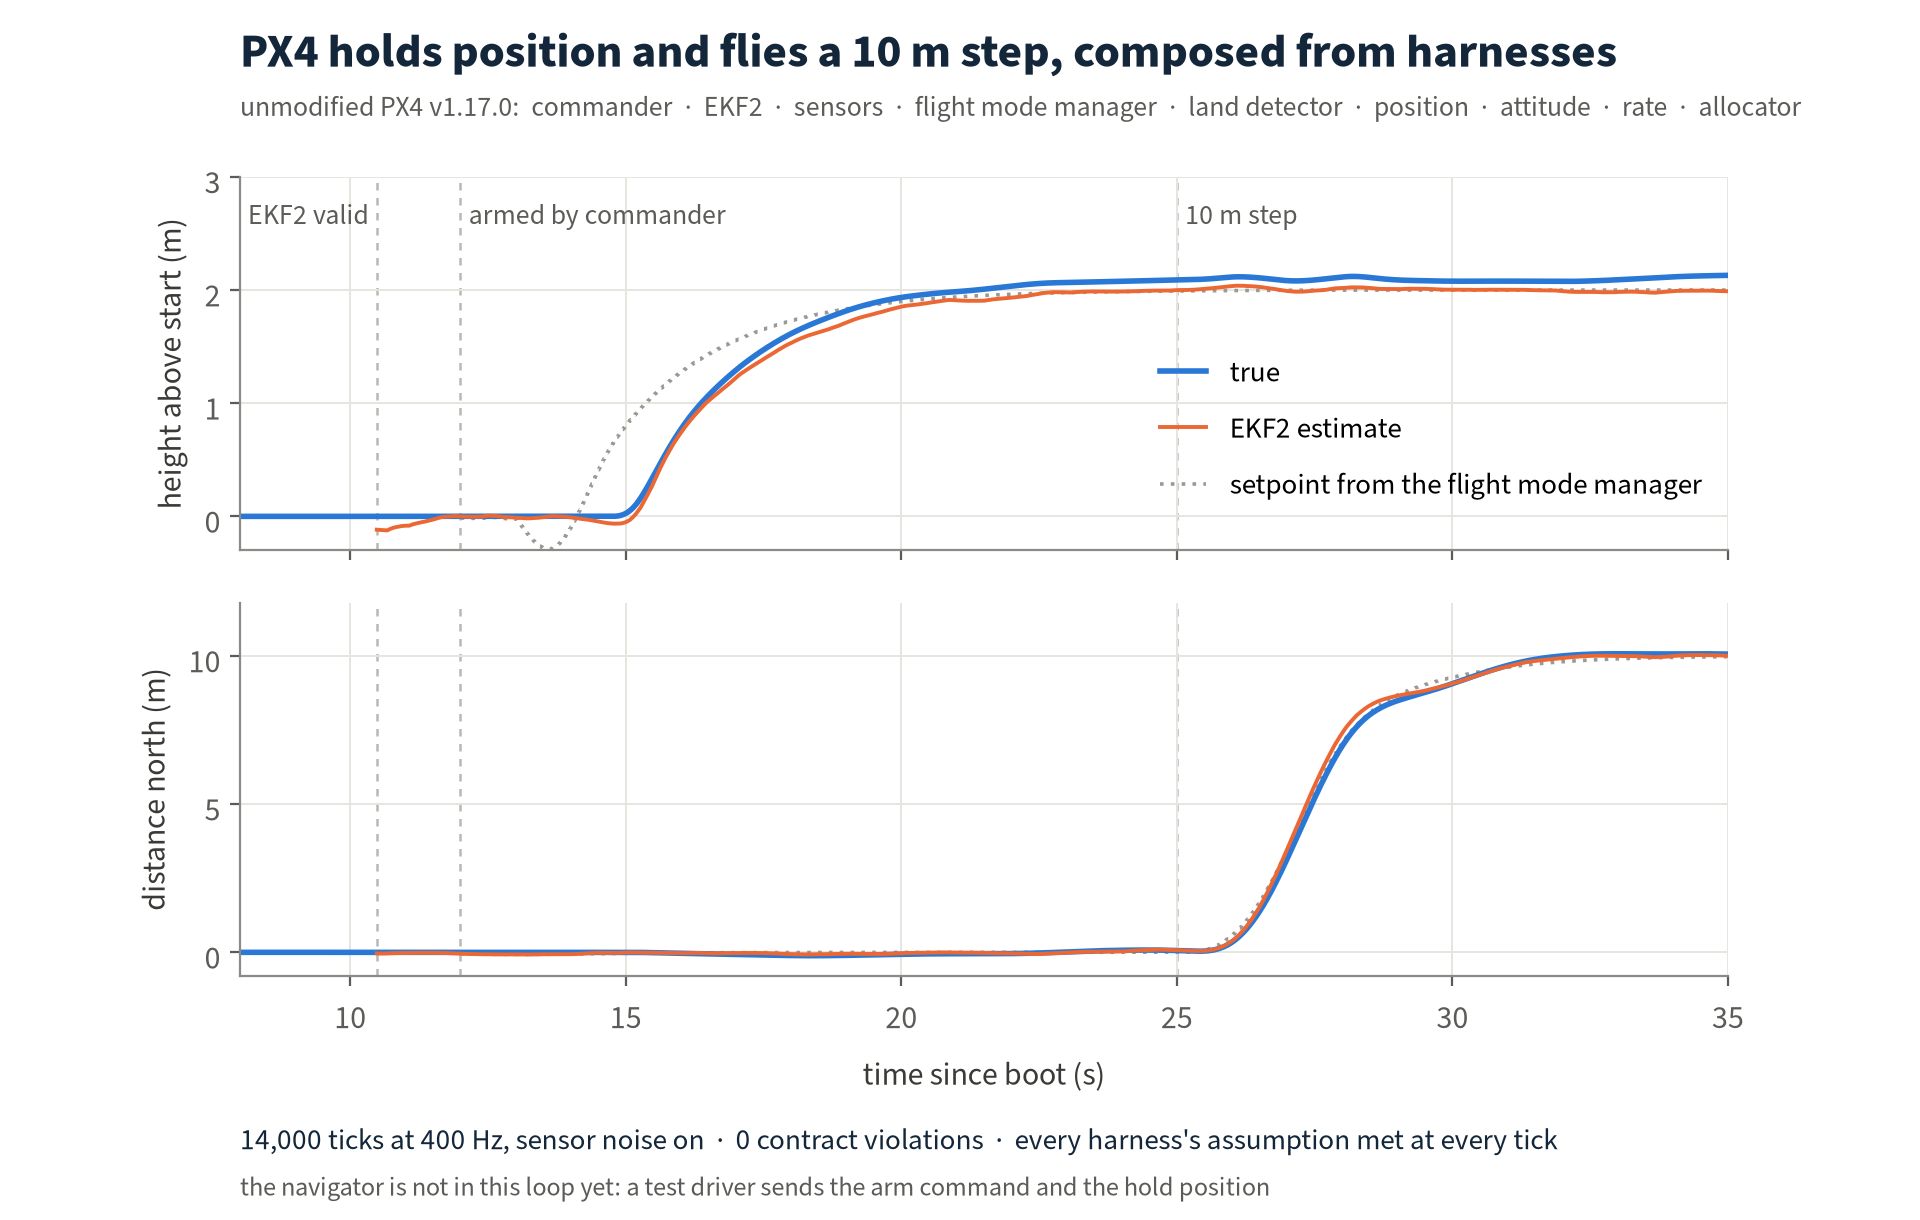 PX4 holds position and flies a 10 m step, composed from harnesses
unmodified PX4 v1.17.0: commander · EKF2 · sensors · flight mode manager · land detector · position · attitude · rate · allocator
height above start (m)
3
2
1
0
EKF2 valid
armed by commander
10 m step
true
EKF2 estimate
setpoint from the flight mode manager
distance north (m)
10
5
0
10 15 20 25 30 35
time since boot (s)
14,000 ticks at 400 Hz, sensor noise on · 0 contract violations · every harness's assumption met at every tick
the navigator is not in this loop yet: a test driver sends the arm command and the hold position